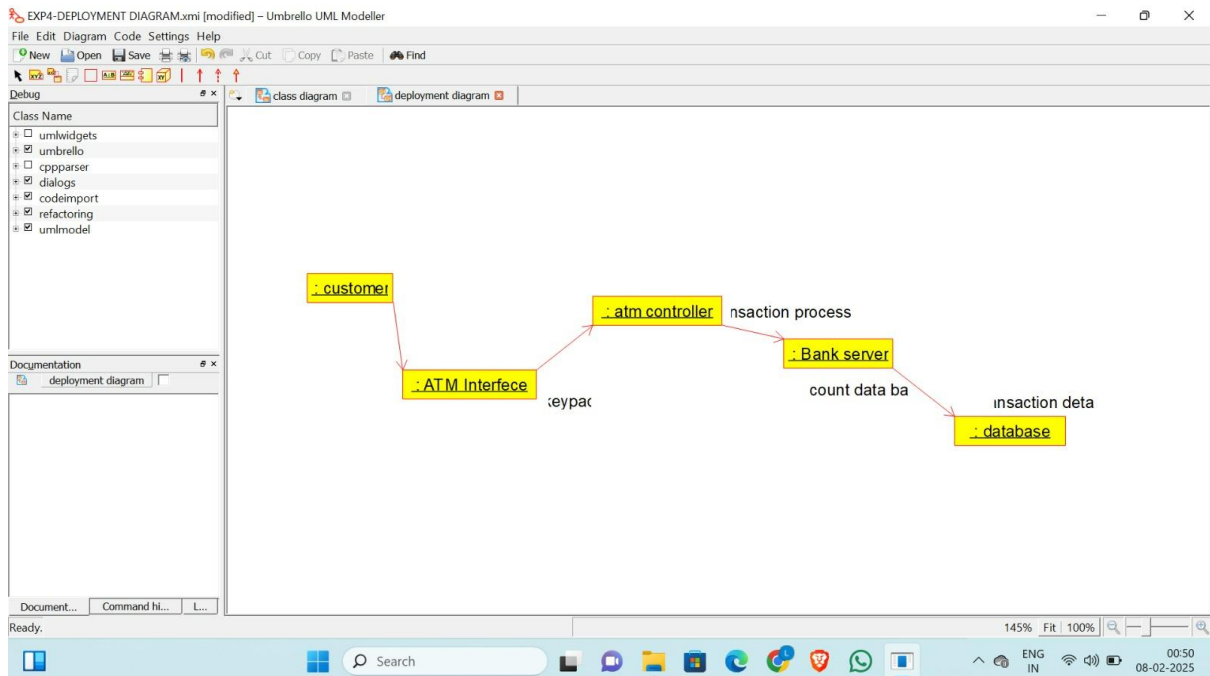 EXP4-DEPLOYMENT DIAGRAM.xmi [modified] – Umbrello UML Modeller
File Edit Diagram Code Settings Help
New Open Save Cut Copy Paste Find
Debug
class diagram deployment diagram
Class Name
umlwidgets
umbrello
cppparser
dialogs
codeimport
refactoring
umlmodel
: customer
: atm controller nsaction process
: Bank server
Documentation
deployment diagram
: ATM Interfece
keypac
count data ba
nsaction deta
: database
Document... Command hi... L...
Ready.
145% Fit 100%
Search
ENG
IN
00:50
08-02-2025